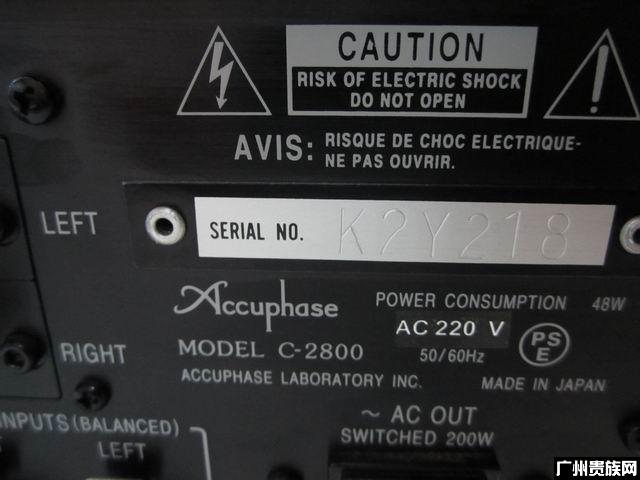 CAUTION
RISK OF ELECTRIC SHOCK
DO NOT OPEN
AVIS: RISQUE DE CHOC ELECTRIQUE-
NE PAS OUVRIR.
LEFT
SERIAL NO. K2Y218
Accuphase
POWER CONSUMPTION 48W
AC 220 V
MODEL C-2800
50/60Hz
PS
E
RIGHT
ACCUPHASE LABORATORY INC.
MADE IN JAPAN
INPUTS (BALANCED)
LEFT
~ AC OUT
SWITCHED 200W
广州贵族网